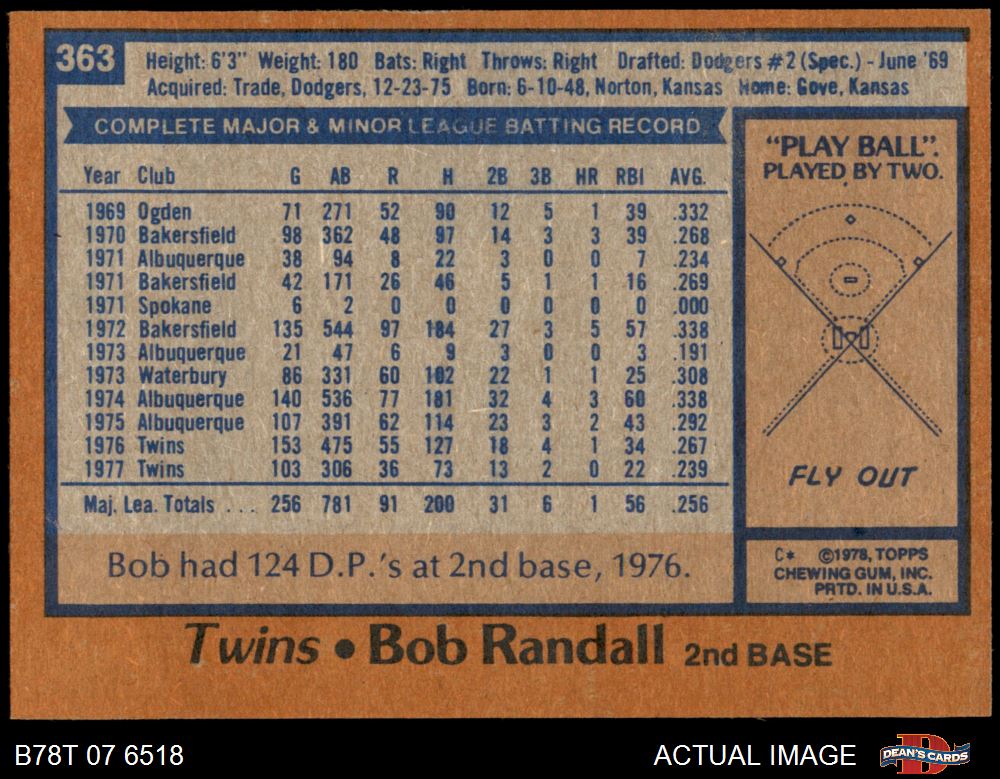 363
Height: 6'3" Weight: 180 Bats: Right Throws: Right Drafted: Dodgers #2 (Spec.) - June '69
Acquired: Trade, Dodgers, 12-23-75 Born: 6-10-48, Norton, Kansas Home: Gove, Kansas
COMPLETE MAJOR & MINOR LEAGUE BATTING RECORD
Year Club G AB R H 2B 3B HR RBI AVG.
1969 Ogden 71 271 52 90 12 5 1 39 .332
1970 Bakersfield 98 362 48 97 14 3 3 39 .268
1971 Albuquerque 38 94 8 22 3 0 0 7 .234
1971 Bakersfield 42 171 26 46 5 1 1 16 .269
1971 Spokane 6 2 0 0 0 0 0 0 .000
1972 Bakersfield 135 544 97 184 27 3 5 57 .338
1973 Albuquerque 21 47 6 9 3 0 0 3 .191
1973 Waterbury 86 331 60 102 22 1 1 25 .308
1974 Albuquerque 140 536 77 181 32 4 3 60 .338
1975 Albuquerque 107 391 62 114 23 3 2 43 .292
1976 Twins 153 475 55 127 18 4 1 34 .267
1977 Twins 103 306 36 73 13 2 0 22 .239
Maj. Lea. Totals ... 256 781 91 200 31 6 1 56 .256
Bob had 124 D.P.'s at 2nd base, 1976.
"PLAY BALL".
PLAYED BY TWO.
FLY OUT
C* ©1978, TOPPS
CHEWING GUM, INC.
PRTD. IN U.S.A.
Twins • Bob Randall 2nd BASE
B78T 07 6518
ACTUAL IMAGE
D
DEAN'S CARDS